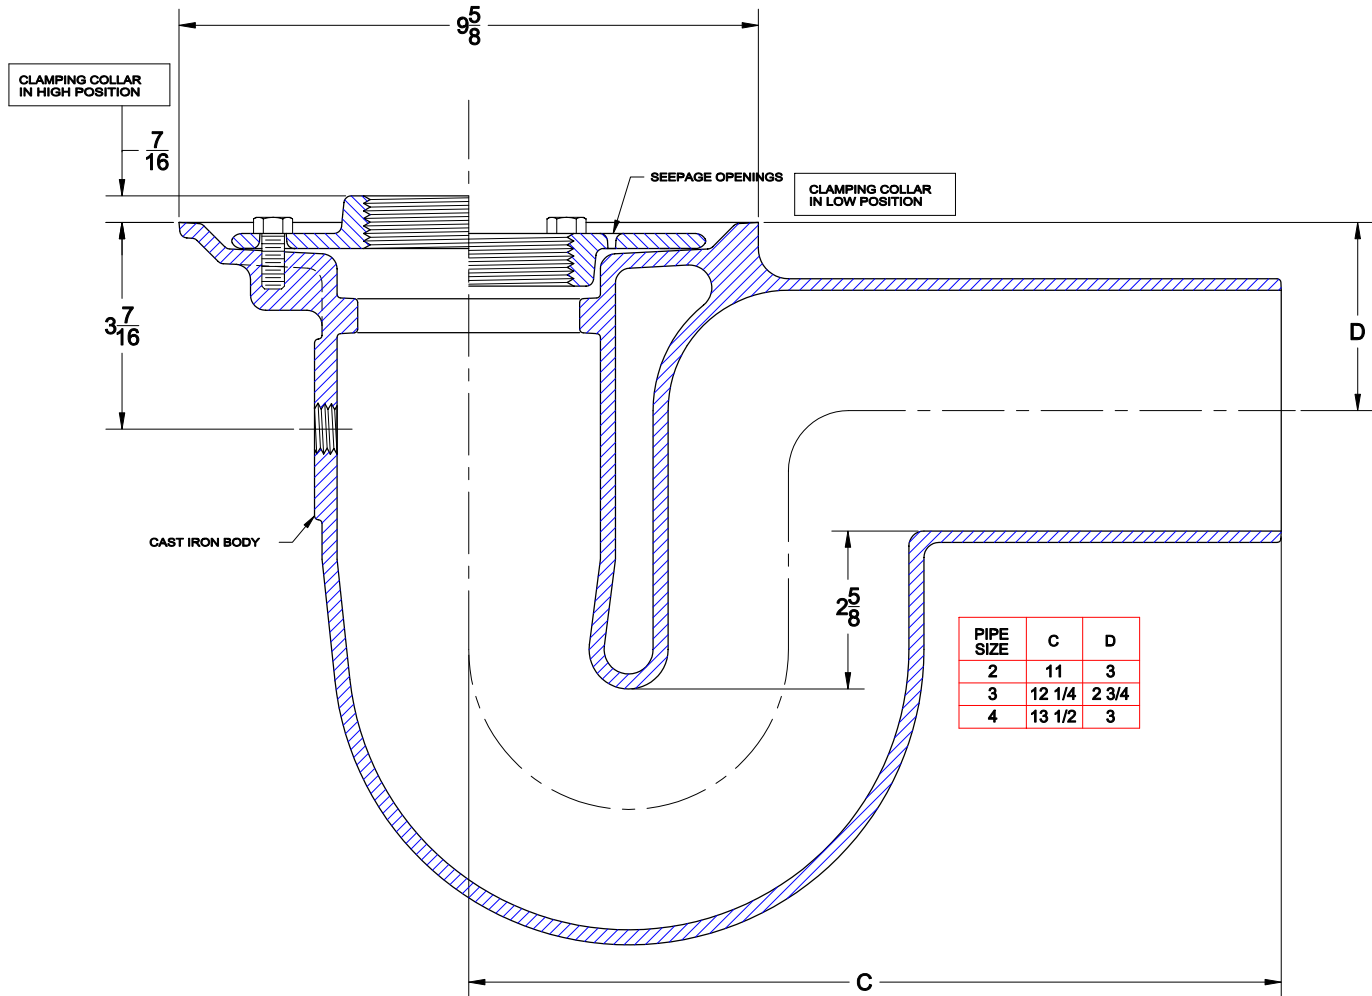 9 5/8
CLAMPING COLLAR
IN HIGH POSITION
7/16
SEEPAGE OPENINGS
CLAMPING COLLAR
IN LOW POSITION
3 7/16
D
CAST IRON BODY
2 5/8
PIPE SIZE C D
2 11 3
3 12 1/4 2 3/4
4 13 1/2 3
C